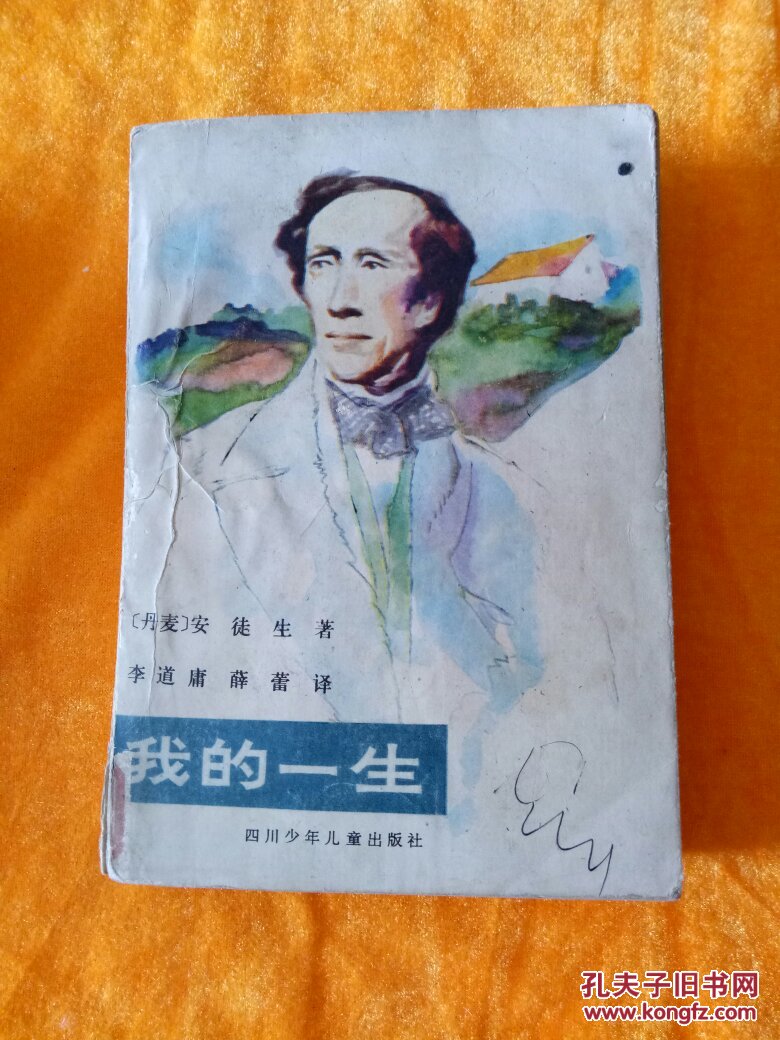 〔丹麦〕安徒生著
李道庸薛蕾译
我的一生
四川少年儿童出版社
孔夫子旧书网
www.kongfz.com